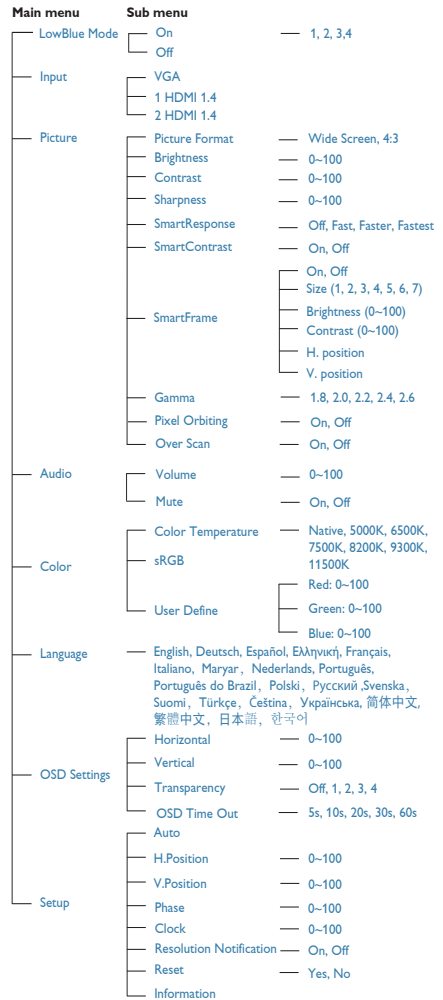 Main menu Sub menu
LowBlue Mode On 1, 2, 3,4
Off
Input VGA
1 HDMI 1.4
2 HDMI 1.4
Picture Picture Format Wide Screen, 4:3
Brightness 0~100
Contrast 0~100
Sharpness 0~100
SmartResponse Off, Fast, Faster, Fastest
SmartContrast On, Off
On, Off
Size (1, 2, 3, 4, 5, 6, 7)
SmartFrame Brightness (0~100)
Contrast (0~100)
H. position
V. position
Gamma 1.8, 2.0, 2.2, 2.4, 2.6
Pixel Orbiting On, Off
Over Scan On, Off
Audio Volume 0~100
Mute On, Off
Color Temperature Native, 5000K, 6500K,
7500K, 8200K, 9300K,
11500K
Color sRGB
Red: 0~100
User Define Green: 0~100
Blue: 0~100
Language English, Deutsch, Español, Ελληνική, Français,
Italiano, Maryar, Nederlands, Português,
Português do Brazil, Polski, Русский ,Svenska,
Suomi, Türkçe, Čeština, Українська, 简体中文,
繁體中文, 日本語, 한국어
Horizontal 0~100
Vertical 0~100
OSD Settings Transparency Off, 1, 2, 3, 4
OSD Time Out 5s, 10s, 20s, 30s, 60s
Auto
H.Position 0~100
V.Position 0~100
Setup Phase 0~100
Clock 0~100
Resolution Notification On, Off
Reset Yes, No
Information